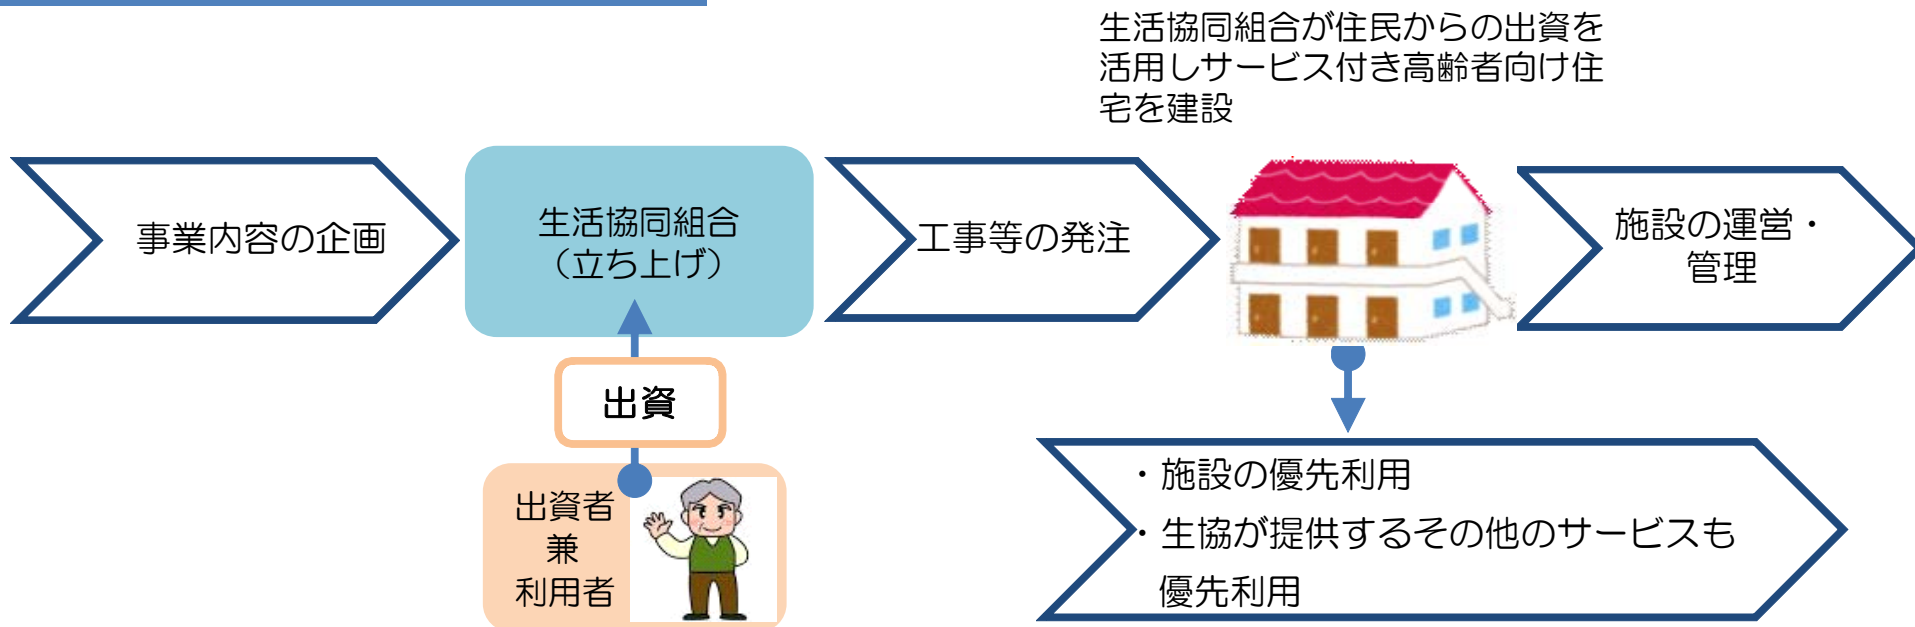 生活協同組合が住民からの出資を
活用しサービス付き高齢者向け住
宅を建設
事業内容の企画
生活協同組合
（立ち上げ）
工事等の発注
施設の運営・
管理
出資
出資者
兼
利用者
・施設の優先利用
・生協が提供するその他のサービスも
優先利用